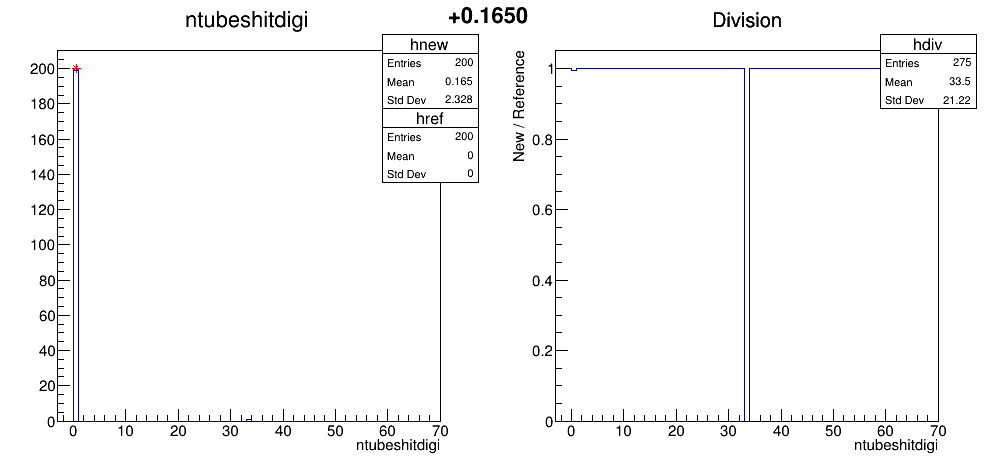 ntubeshitdigi
+0.1650
Division
hnew
Entries 200
Mean 0.165
Std Dev 2.328
href
Entries 200
Mean 0
Std Dev 0
200
180
160
140
120
100
80
60
40
20
0
0 10 20 30 40 50 60 70
ntubeshitdigi
hdiv
Entries 275
Mean 33.5
Std Dev 21.22
New / Reference
1
0.8
0.6
0.4
0.2
0
0 10 20 30 40 50 60 70
ntubeshitdigi